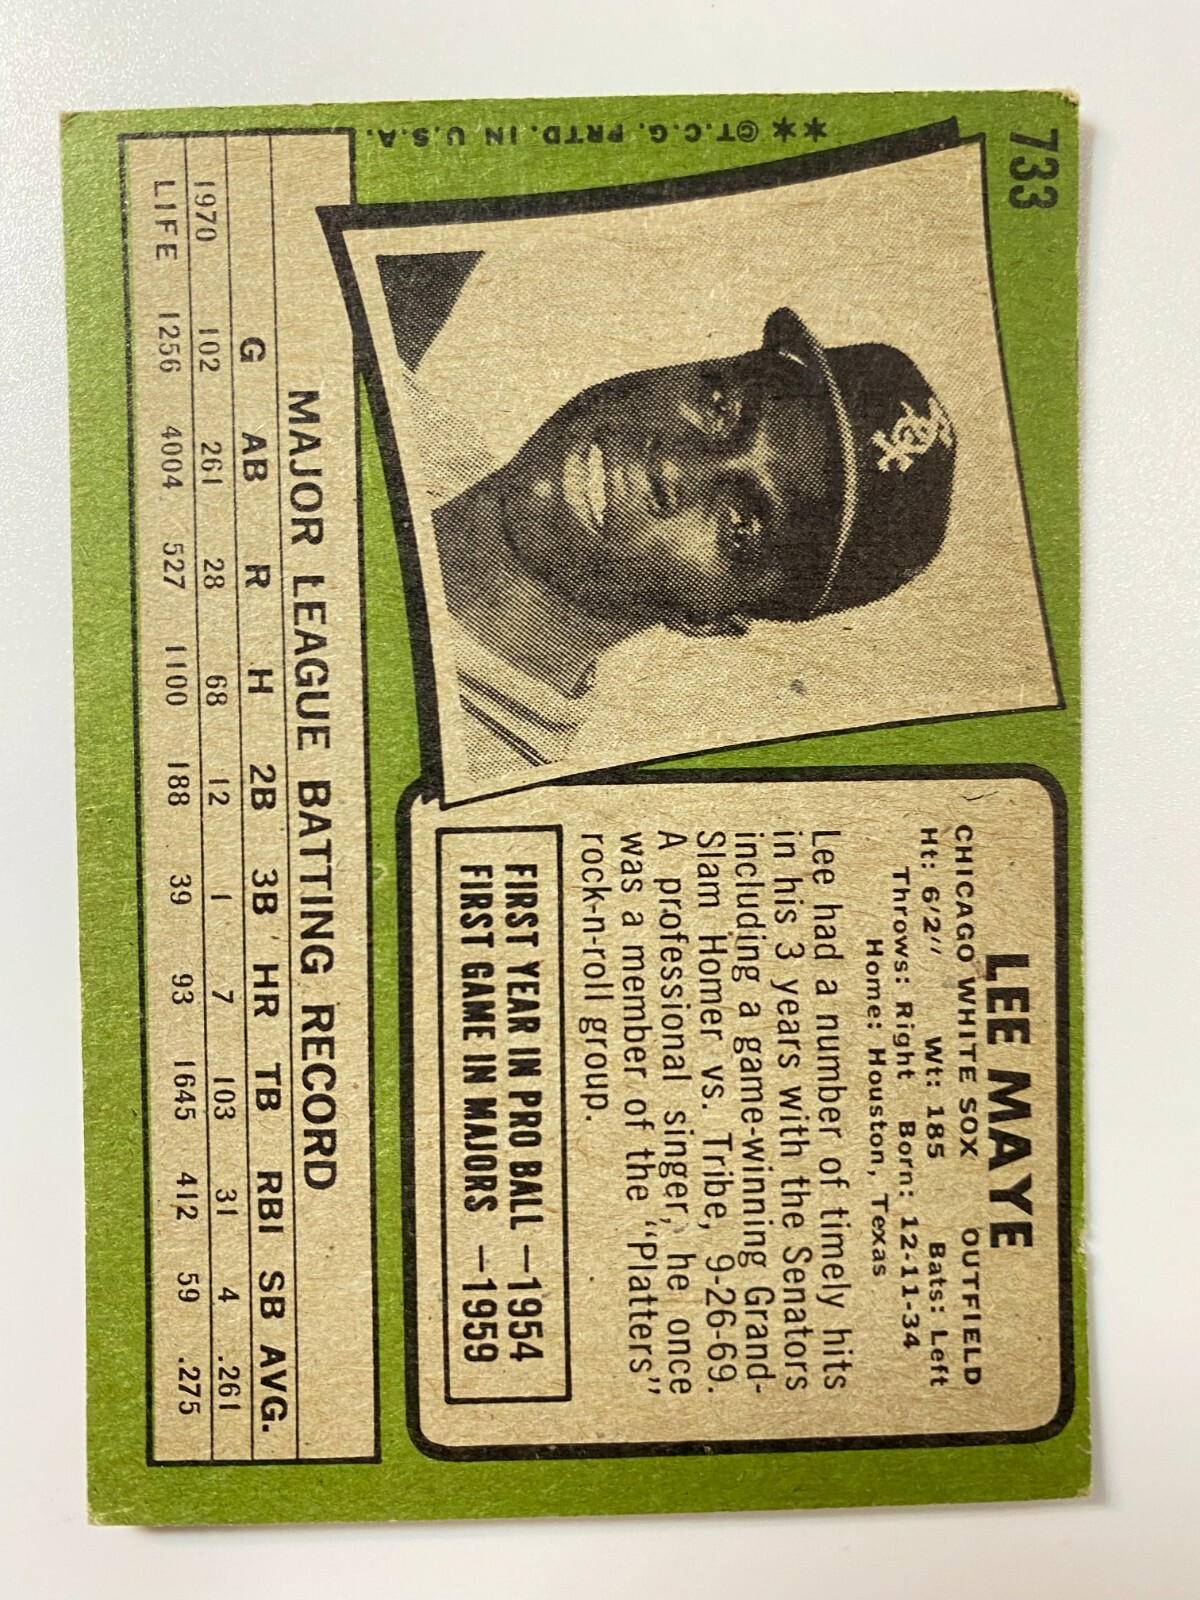 733
**©T.C.G. PRTD. IN U.S.A.
LEE MAYE
CHICAGO WHITE SOX OUTFIELD
Ht: 6'2" Wt: 185 Bats: Left
Throws: Right Born: 12-11-34
Home: Houston, Texas
Lee had a number of timely hits
in his 3 years with the Senators
including a game-winning Grand-
Slam Homer vs. Tribe, 9-26-69.
A professional singer, he once
was a member of the "Platters"
rock-n-roll group.
FIRST YEAR IN PRO BALL —1954
FIRST GAME IN MAJORS —1959
MAJOR LEAGUE BATTING RECORD
G AB R H 2B 3B HR TB RBI SB AVG.
1970 102 261 28 68 12 1 7 103 31 4 .261
LIFE 1256 4004 527 1100 188 39 93 1645 412 59 .275